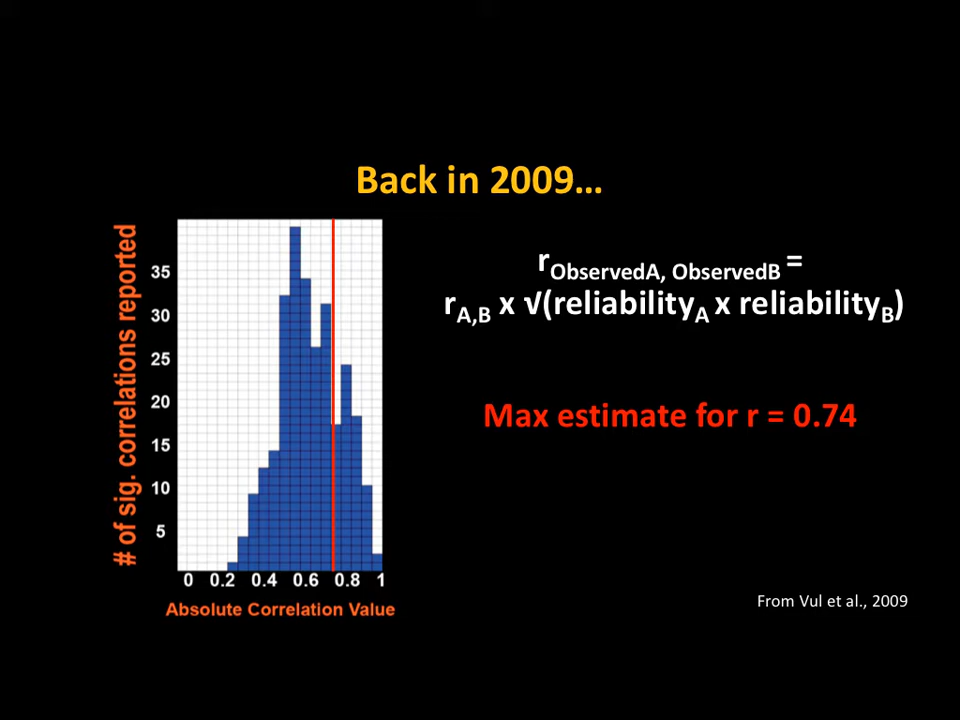 Back in 2009…
# of sig. correlations reported
35
30
25
20
15
10
5
0 0.2 0.4 0.6 0.8 1
Absolute Correlation Value
rObservedA, ObservedB =
rA,B x √(reliabilityA x reliabilityB)
Max estimate for r = 0.74
From Vul et al., 2009